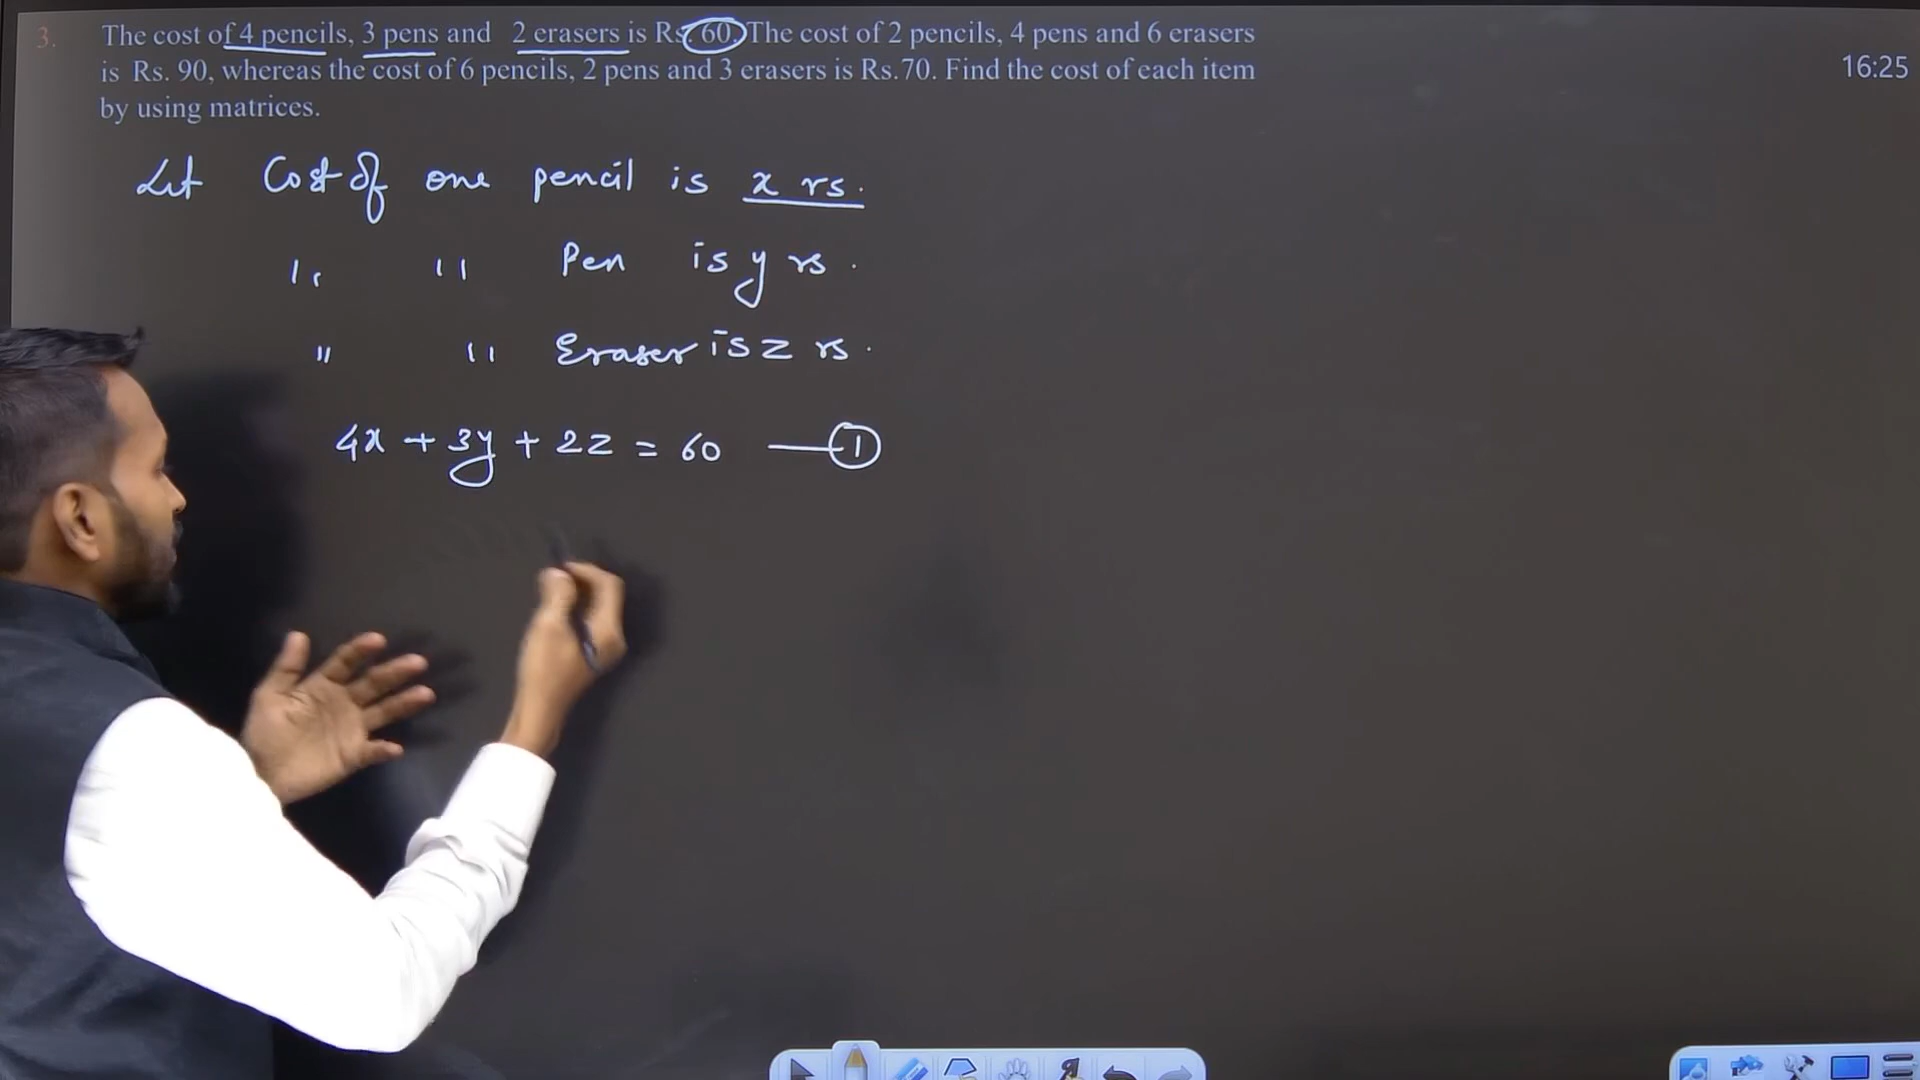 3. The cost of 4 pencils, 3 pens and 2 erasers is Rs. 60. The cost of 2 pencils, 4 pens and 6 erasers
is Rs. 90, whereas the cost of 6 pencils, 2 pens and 3 erasers is Rs.70. Find the cost of each item
by using matrices.
16:25
Let Cost of one pencil is x rs.
" " Pen is y rs.
" " Eraser is z rs.
4x + 3y + 2z = 60 —①